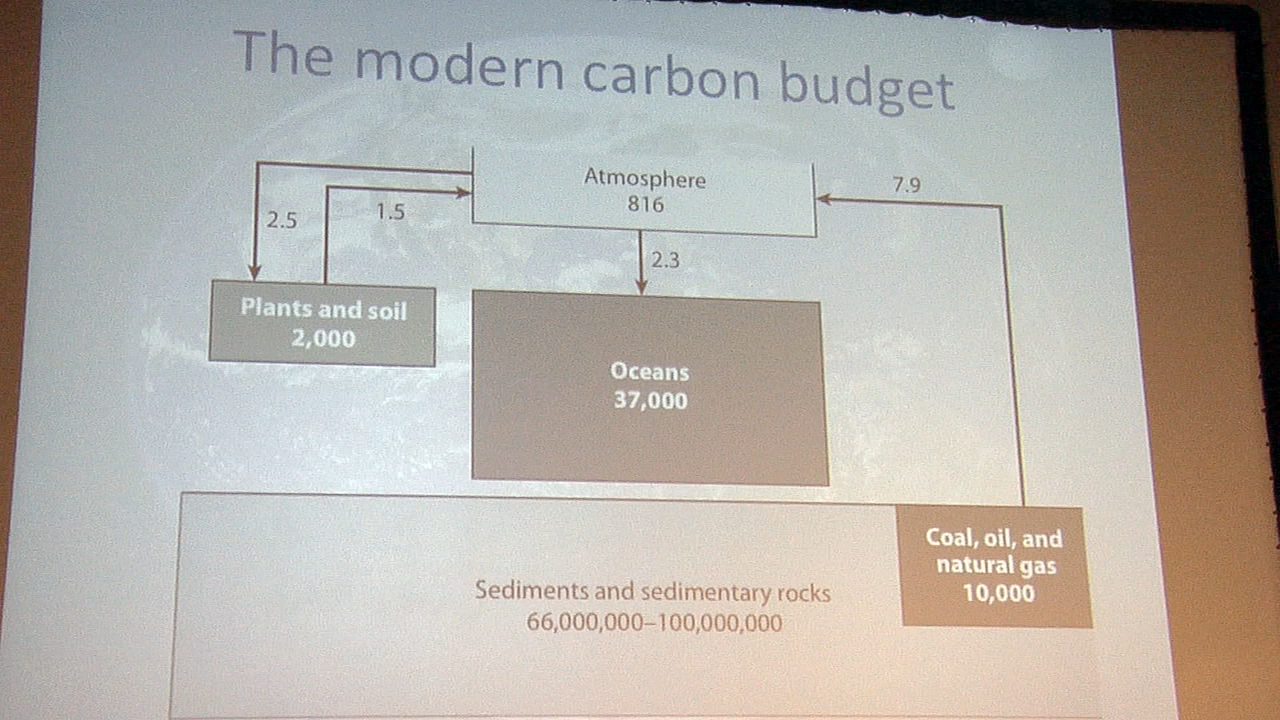 The modern carbon budget
Atmosphere
816
7.9
2.5
1.5
2.3
Plants and soil
2,000
Oceans
37,000
Coal, oil, and
natural gas
10,000
Sediments and sedimentary rocks
66,000,000–100,000,000